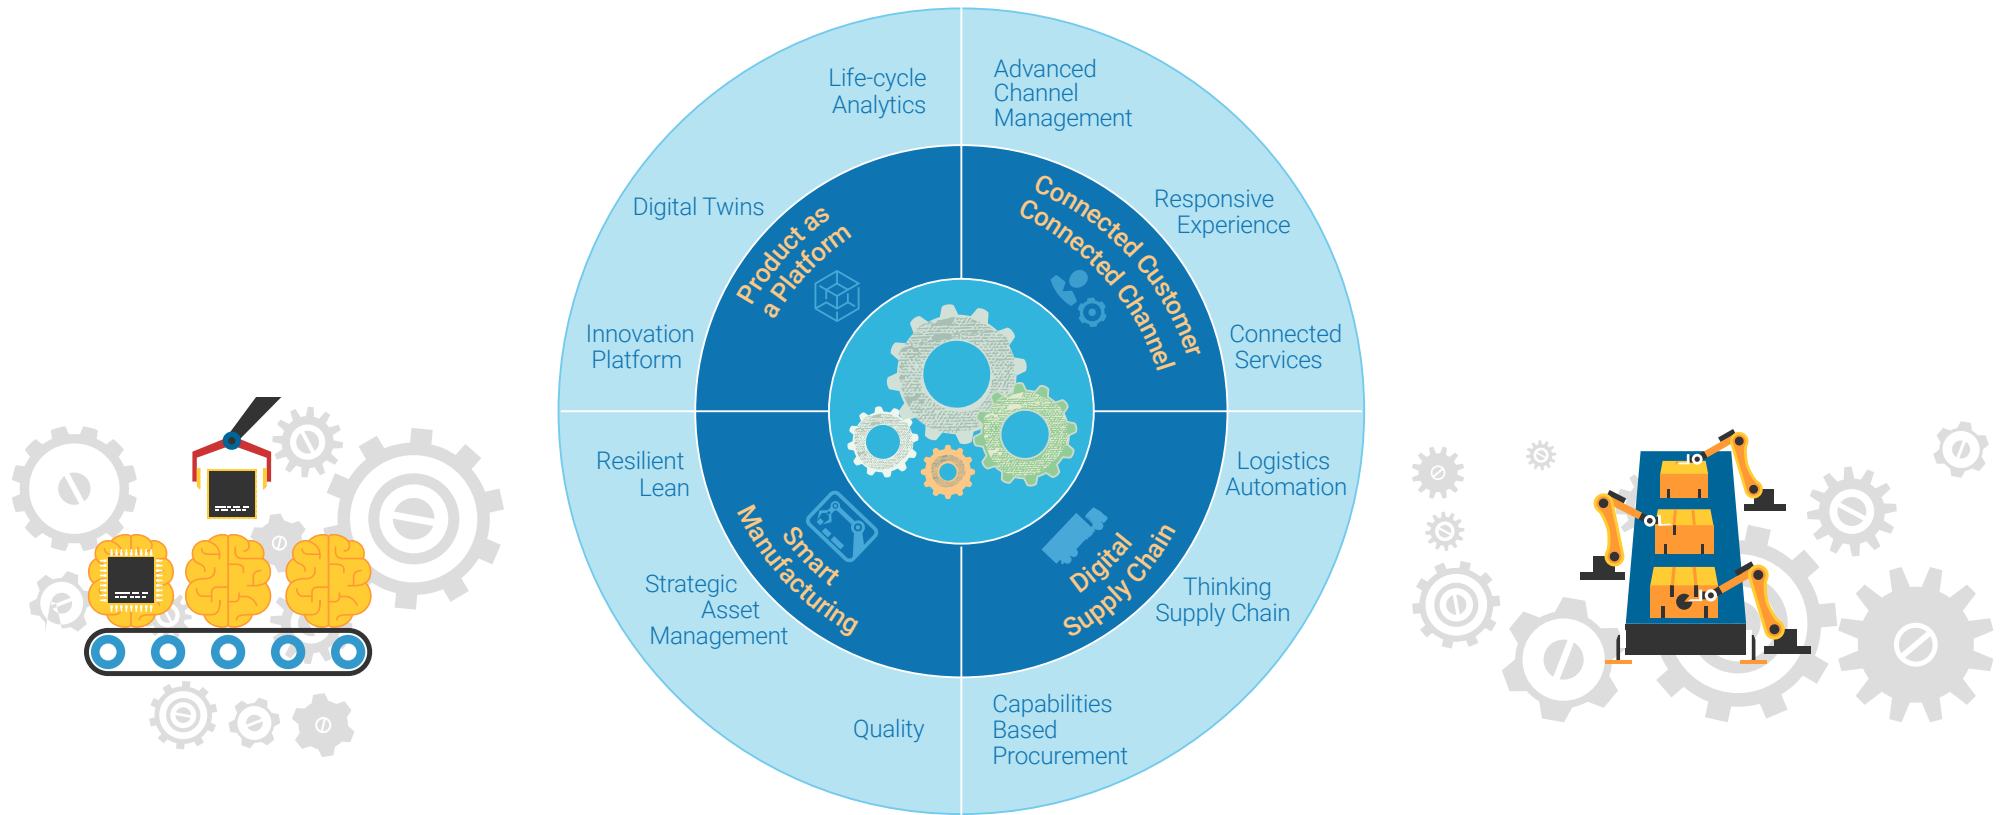 Life-cycle
Analytics
Digital Twins
Innovation
Platform
Product as
a Platform
Advanced
Channel
Management
Responsive
Experience
Connected
Services
Connected Customer
Connected Channel
Resilient
Lean
Strategic
Asset
Management
Quality
Smart
Manufacturing
Logistics
Automation
Thinking
Supply Chain
Capabilities
Based
Procurement
Digital
Supply Chain